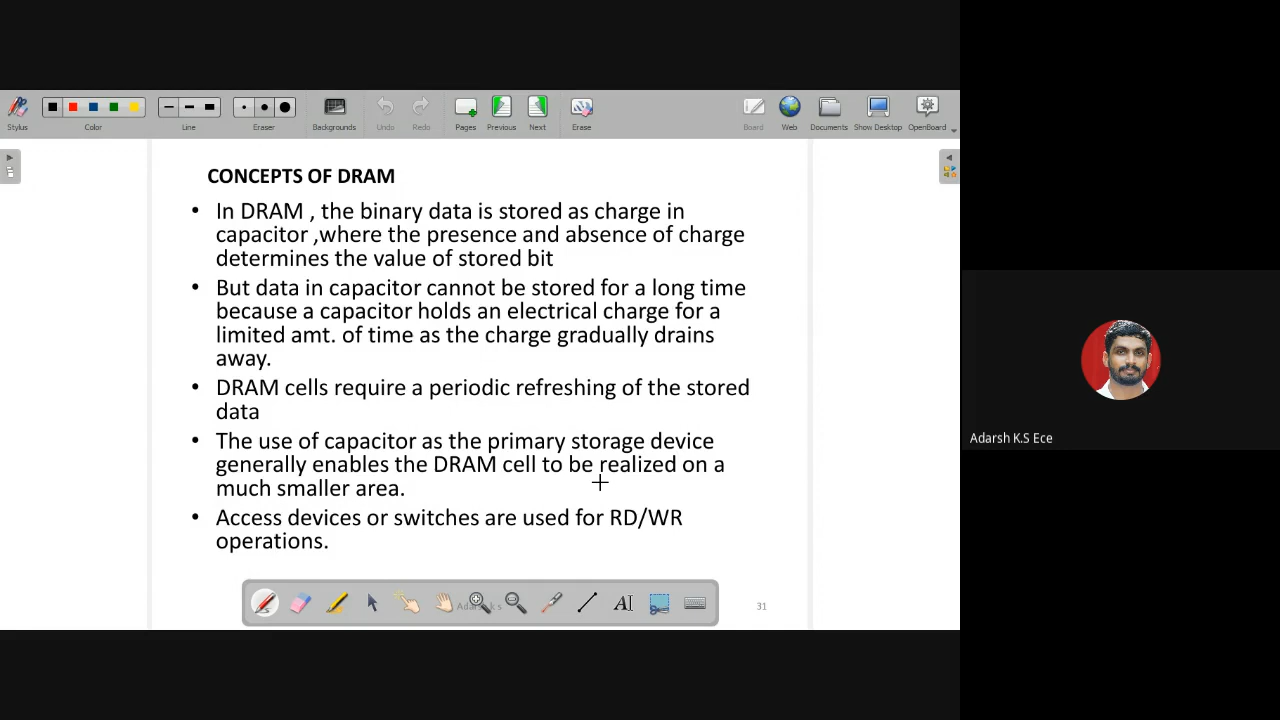 Stylus
Color
Line
Eraser
Backgrounds
Undo
Redo
Pages
Previous
Next
Erase
Board
Web
Documents
Show Desktop
OpenBoard
CONCEPTS OF DRAM
• In DRAM , the binary data is stored as charge in
capacitor ,where the presence and absence of charge
determines the value of stored bit
• But data in capacitor cannot be stored for a long time
because a capacitor holds an electrical charge for a
limited amt. of time as the charge gradually drains
away.
• DRAM cells require a periodic refreshing of the stored
data
• The use of capacitor as the primary storage device
generally enables the DRAM cell to be realized on a
much smaller area.
• Access devices or switches are used for RD/WR
operations.
31
Adarsh K.S Ece